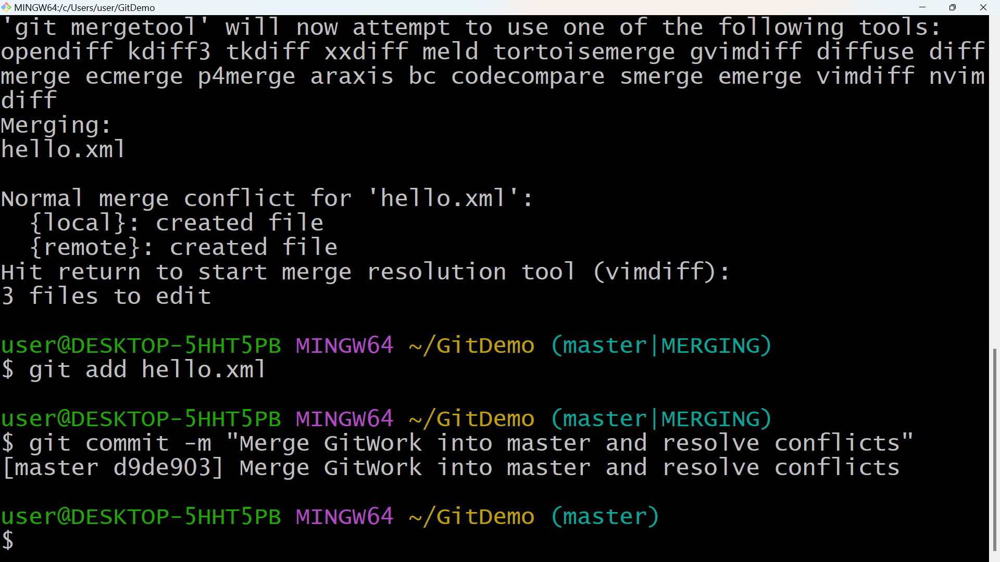 MINGW64:/c/Users/user/GitDemo
'git mergetool' will now attempt to use one of the following tools:
opendiff kdiff3 tkdiff xxdiff meld tortoisemerge gvimdiff diffuse diff
merge ecmerge p4merge araxis bc codecompare smerge emerge vimdiff nvim
diff
Merging:
hello.xml
Normal merge conflict for 'hello.xml':
  {local}: created file
  {remote}: created file
Hit return to start merge resolution tool (vimdiff):
3 files to edit
user@DESKTOP-5HHT5PB MINGW64 ~/GitDemo (master|MERGING)
$ git add hello.xml
user@DESKTOP-5HHT5PB MINGW64 ~/GitDemo (master|MERGING)
$ git commit -m "Merge GitWork into master and resolve conflicts"
[master d9de903] Merge GitWork into master and resolve conflicts
user@DESKTOP-5HHT5PB MINGW64 ~/GitDemo (master)
$